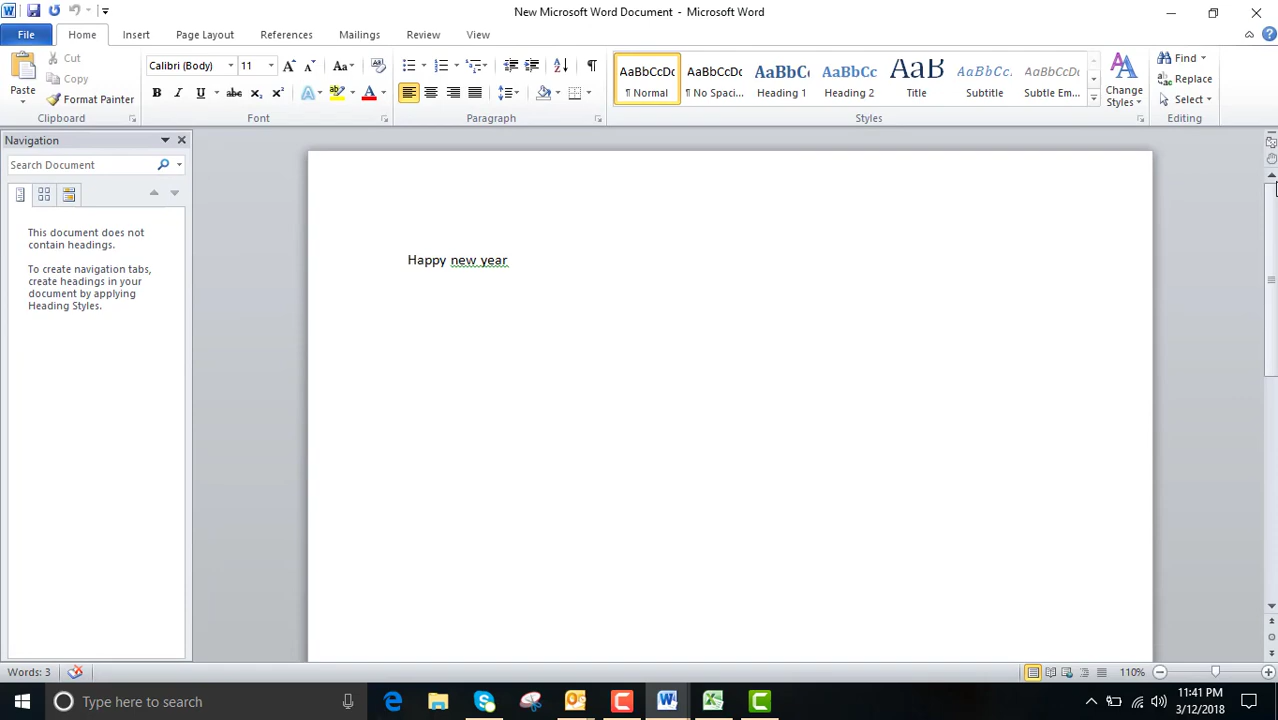 New Microsoft Word Document - Microsoft Word
File Home Insert Page Layout References Mailings Review View
Paste
Cut
Copy
Format Painter
Clipboard
Calibri (Body) 11
Font
Paragraph
AaBbCcDc ¶ Normal
AaBbCcDc ¶ No Spaci...
AaBbC Heading 1
AaBbCc Heading 2
AaB Title
AaBbCc. Subtitle
AaBbCcDc Subtle Em...
Change Styles
Styles
Find
Replace
Select
Editing
Navigation
Search Document
This document does not
contain headings.
To create navigation tabs,
create headings in your
document by applying
Heading Styles.
Happy new year
Words: 3
110%
Type here to search
11:41 PM
3/12/2018